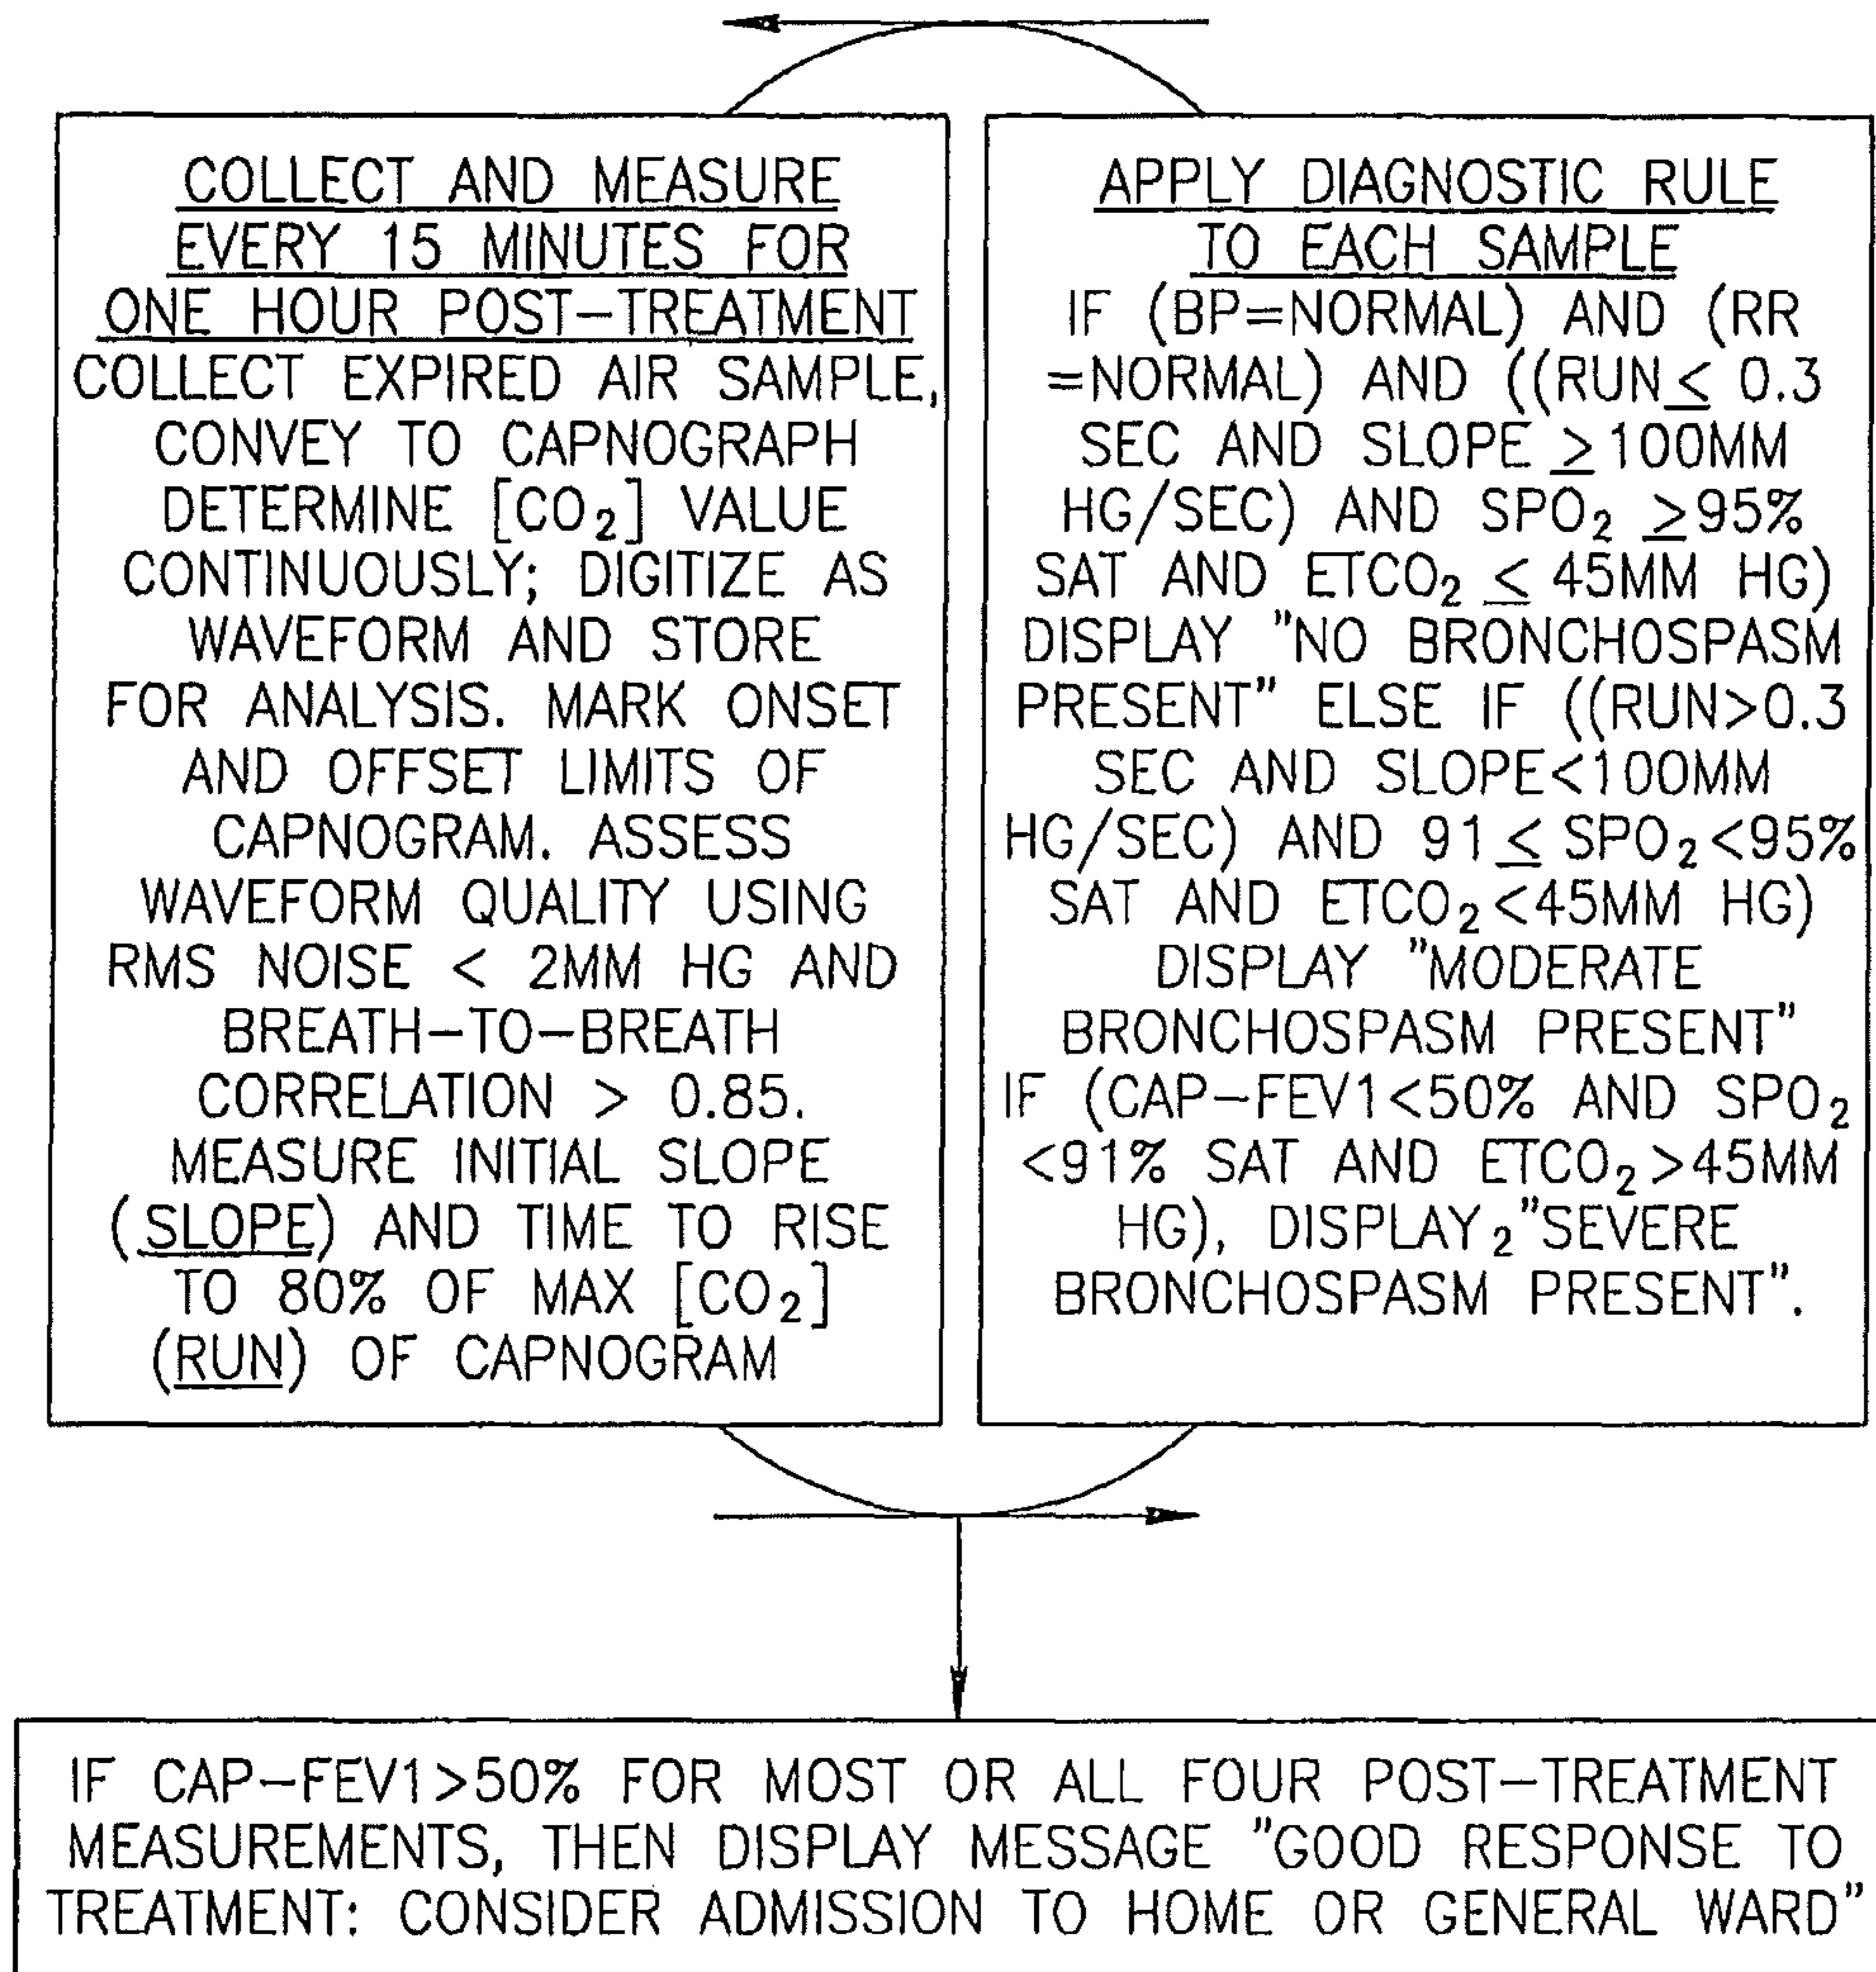 COLLECT AND MEASURE
EVERY 15 MINUTES FOR
ONE HOUR POST-TREATMENT
COLLECT EXPIRED AIR SAMPLE,
CONVEY TO CAPNOGRAPH
DETERMINE [CO₂] VALUE
CONTINUOUSLY; DIGITIZE AS
WAVEFORM AND STORE
FOR ANALYSIS. MARK ONSET
AND OFFSET LIMITS OF
CAPNOGRAM. ASSESS
WAVEFORM QUALITY USING
RMS NOISE < 2MM HG AND
BREATH-TO-BREATH
CORRELATION > 0.85.
MEASURE INITIAL SLOPE
(SLOPE) AND TIME TO RISE
TO 80% OF MAX [CO₂]
(RUN) OF CAPNOGRAM
APPLY DIAGNOSTIC RULE
TO EACH SAMPLE
IF (BP=NORMAL) AND (RR
=NORMAL) AND ((RUN≤ 0.3
SEC AND SLOPE ≥100MM
HG/SEC) AND SPO₂ ≥95%
SAT AND ETCO₂ ≤ 45MM HG)
DISPLAY "NO BRONCHOSPASM
PRESENT" ELSE IF ((RUN>0.3
SEC AND SLOPE<100MM
HG/SEC) AND 91≤ SPO₂<95%
SAT AND ETCO₂<45MM HG)
DISPLAY "MODERATE
BRONCHOSPASM PRESENT"
IF (CAP-FEV1<50% AND SPO₂
<91% SAT AND ETCO₂>45MM
HG), DISPLAY₂"SEVERE
BRONCHOSPASM PRESENT".
IF CAP-FEV1>50% FOR MOST OR ALL FOUR POST-TREATMENT
MEASUREMENTS, THEN DISPLAY MESSAGE "GOOD RESPONSE TO
TREATMENT: CONSIDER ADMISSION TO HOME OR GENERAL WARD"